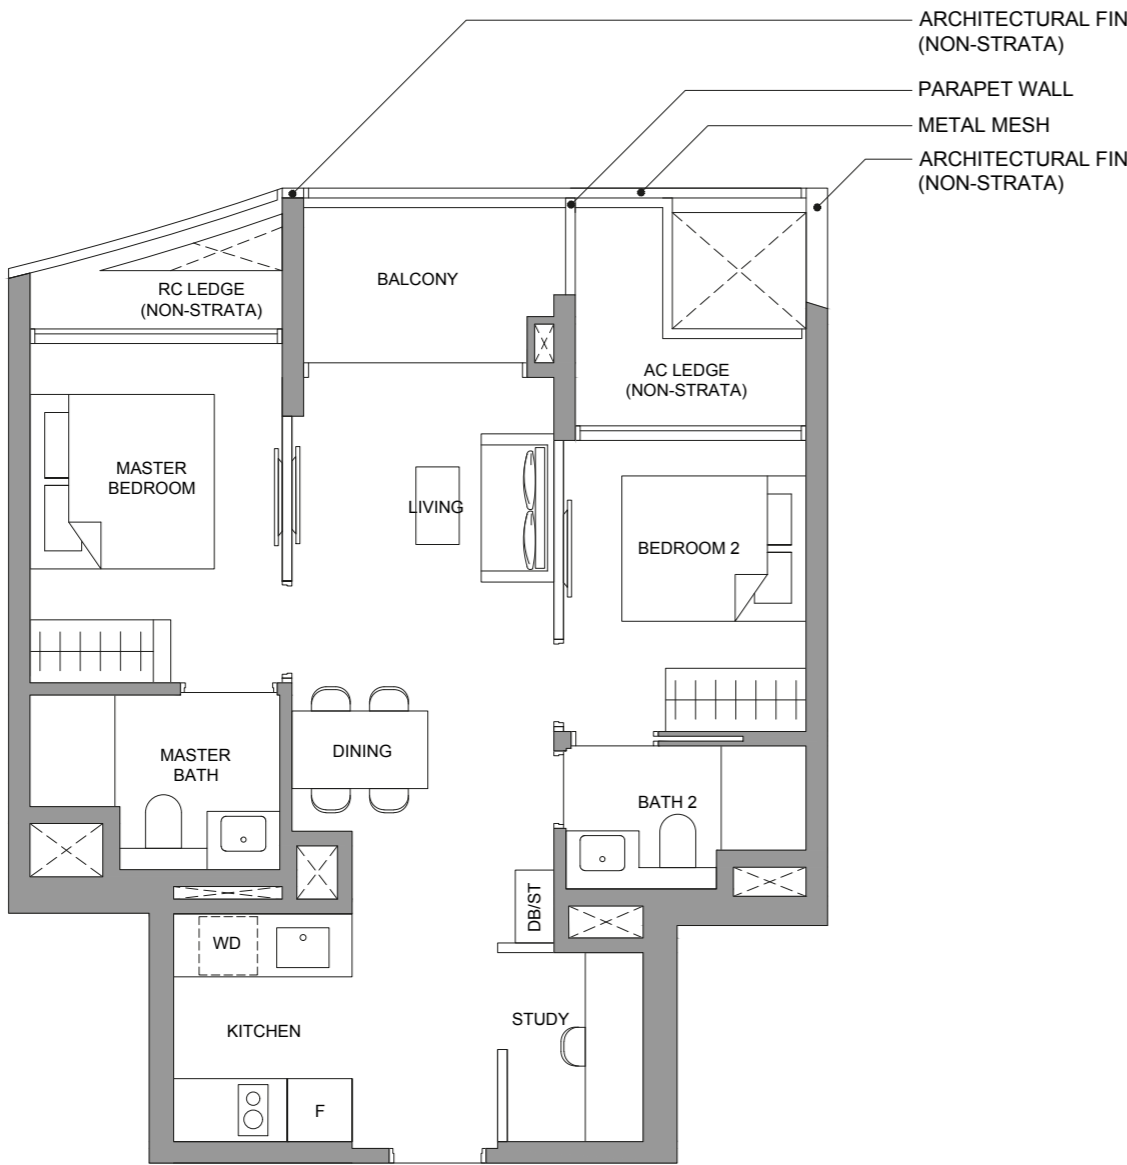 ARCHITECTURAL FIN
(NON-STRATA)
PARAPET WALL
METAL MESH
ARCHITECTURAL FIN
(NON-STRATA)
RC LEDGE
(NON-STRATA)
BALCONY
AC LEDGE
(NON-STRATA)
MASTER
BEDROOM
LIVING
BEDROOM 2
MASTER
BATH
DINING
BATH 2
DB/ST
WD
KITCHEN
STUDY
F